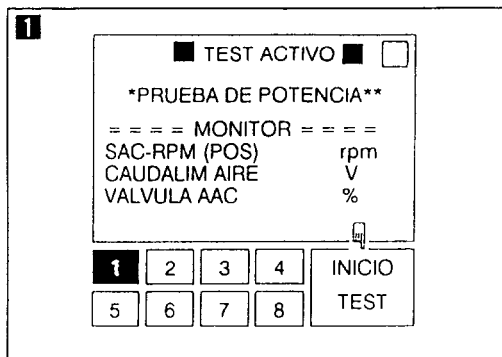 1
TEST ACTIVO
*PRUEBA DE POTENCIA**
= = = = MONITOR = = = =
SAC-RPM (POS) rpm
CAUDALIM AIRE V
VALVULA AAC %
1 2 3 4 INICIO
5 6 7 8 TEST